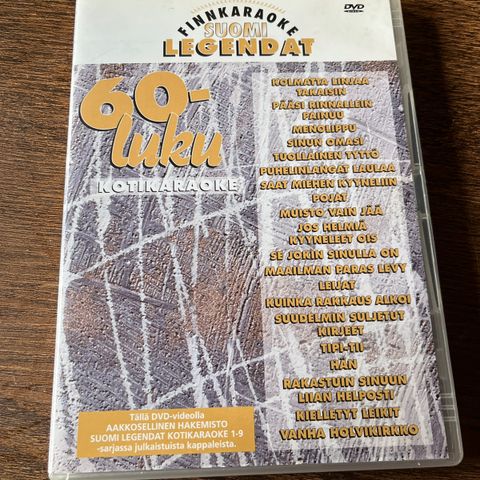 FINNKARAOKE
SUOMI
LEGENDAT
DVD
VIDEO
60-
luku
KOTIKARAOKE
KOLMATTA LINJAA
TAKAISIN
PÄÄSI RINNALLEIN
PAINUU
MENOLIPPU
SINUN OMASI
TUOLLAINEN TYTTÖ
PUHELINLANGAT LAULAA
SAAT MIEHEN KYYNELIIN
POJAT
MUISTO VAIN JÄÄ
JOS HELMIÄ
KYYNELEET OIS
SE JOKIN SINULLA ON
MAAILMAN PARAS LEVY
LEIJAT
KUINKA RAKKAUS ALKOI
SUUDELMIN SULJETUT
KIRJEET
TIPI-TII
HÄN
RAKASTUIN SINUUN
LIIAN HELPOSTI
KIELLETYT LEIKIT
VANHA HOLVIKIRKKO
Tällä DVD-videolla
AAKKOSELLINEN HAKEMISTO
SUOMI LEGENDAT KOTIKARAOKE 1-9
-sarjassa julkaistuista kappaleista.